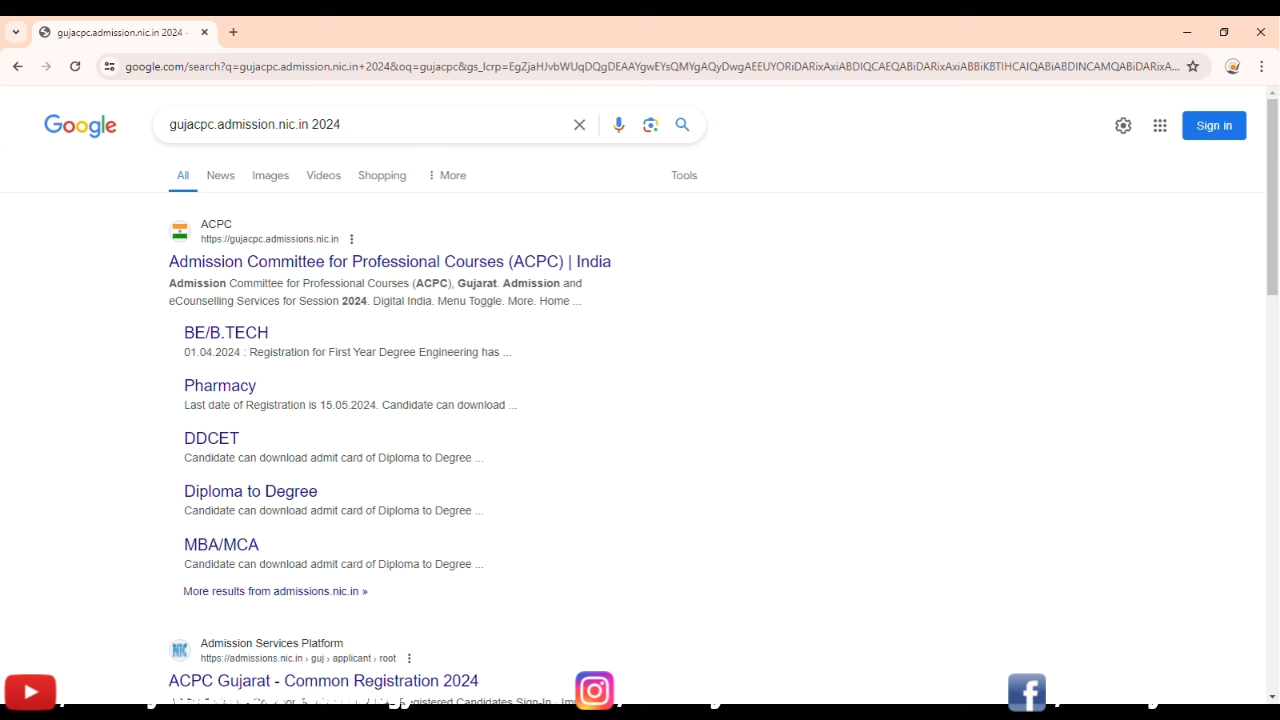 gujacpc.admission.nic.in 2024 -
google.com/search?q=gujacpc.admission.nic.in+2024&oq=gujacpc&gs_lcrp=EgZjaHJvbWUqDQgDEAAYgwEYsQMYgAQyDwgAEEUYORiDARixAxiABDIQCAEQABiDARixAxiABBiKBTIHCAIQABiABDINCAMQABiDARixA...
Google
gujacpc.admission.nic.in 2024
Sign in
All News Images Videos Shopping More Tools
ACPC
https://gujacpc.admissions.nic.in
Admission Committee for Professional Courses (ACPC) | India
Admission Committee for Professional Courses (ACPC), Gujarat. Admission and
eCounselling Services for Session 2024. Digital India. Menu Toggle. More. Home ...
BE/B.TECH
01.04.2024 : Registration for First Year Degree Engineering has ...
Pharmacy
Last date of Registration is 15.05.2024. Candidate can download ...
DDCET
Candidate can download admit card of Diploma to Degree ...
Diploma to Degree
Candidate can download admit card of Diploma to Degree ...
MBA/MCA
Candidate can download admit card of Diploma to Degree ...
More results from admissions.nic.in »
NIC
Admission Services Platform
https://admissions.nic.in › guj › applicant › root
ACPC Gujarat - Common Registration 2024
Candidates Sign-In